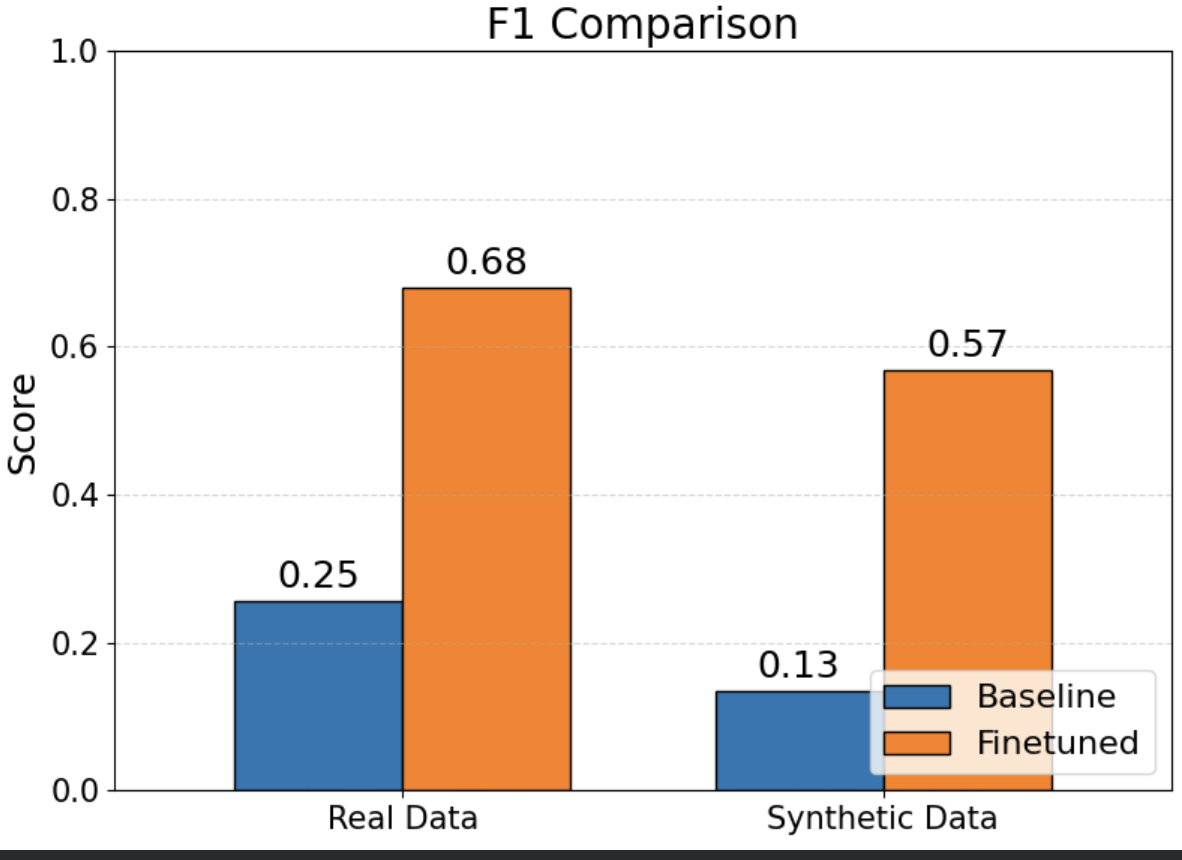 F1 Comparison
1.0
0.8
0.6
0.4
0.2
0.0
Score
0.25
0.68
0.13
0.57
Baseline
Finetuned
Real Data
Synthetic Data